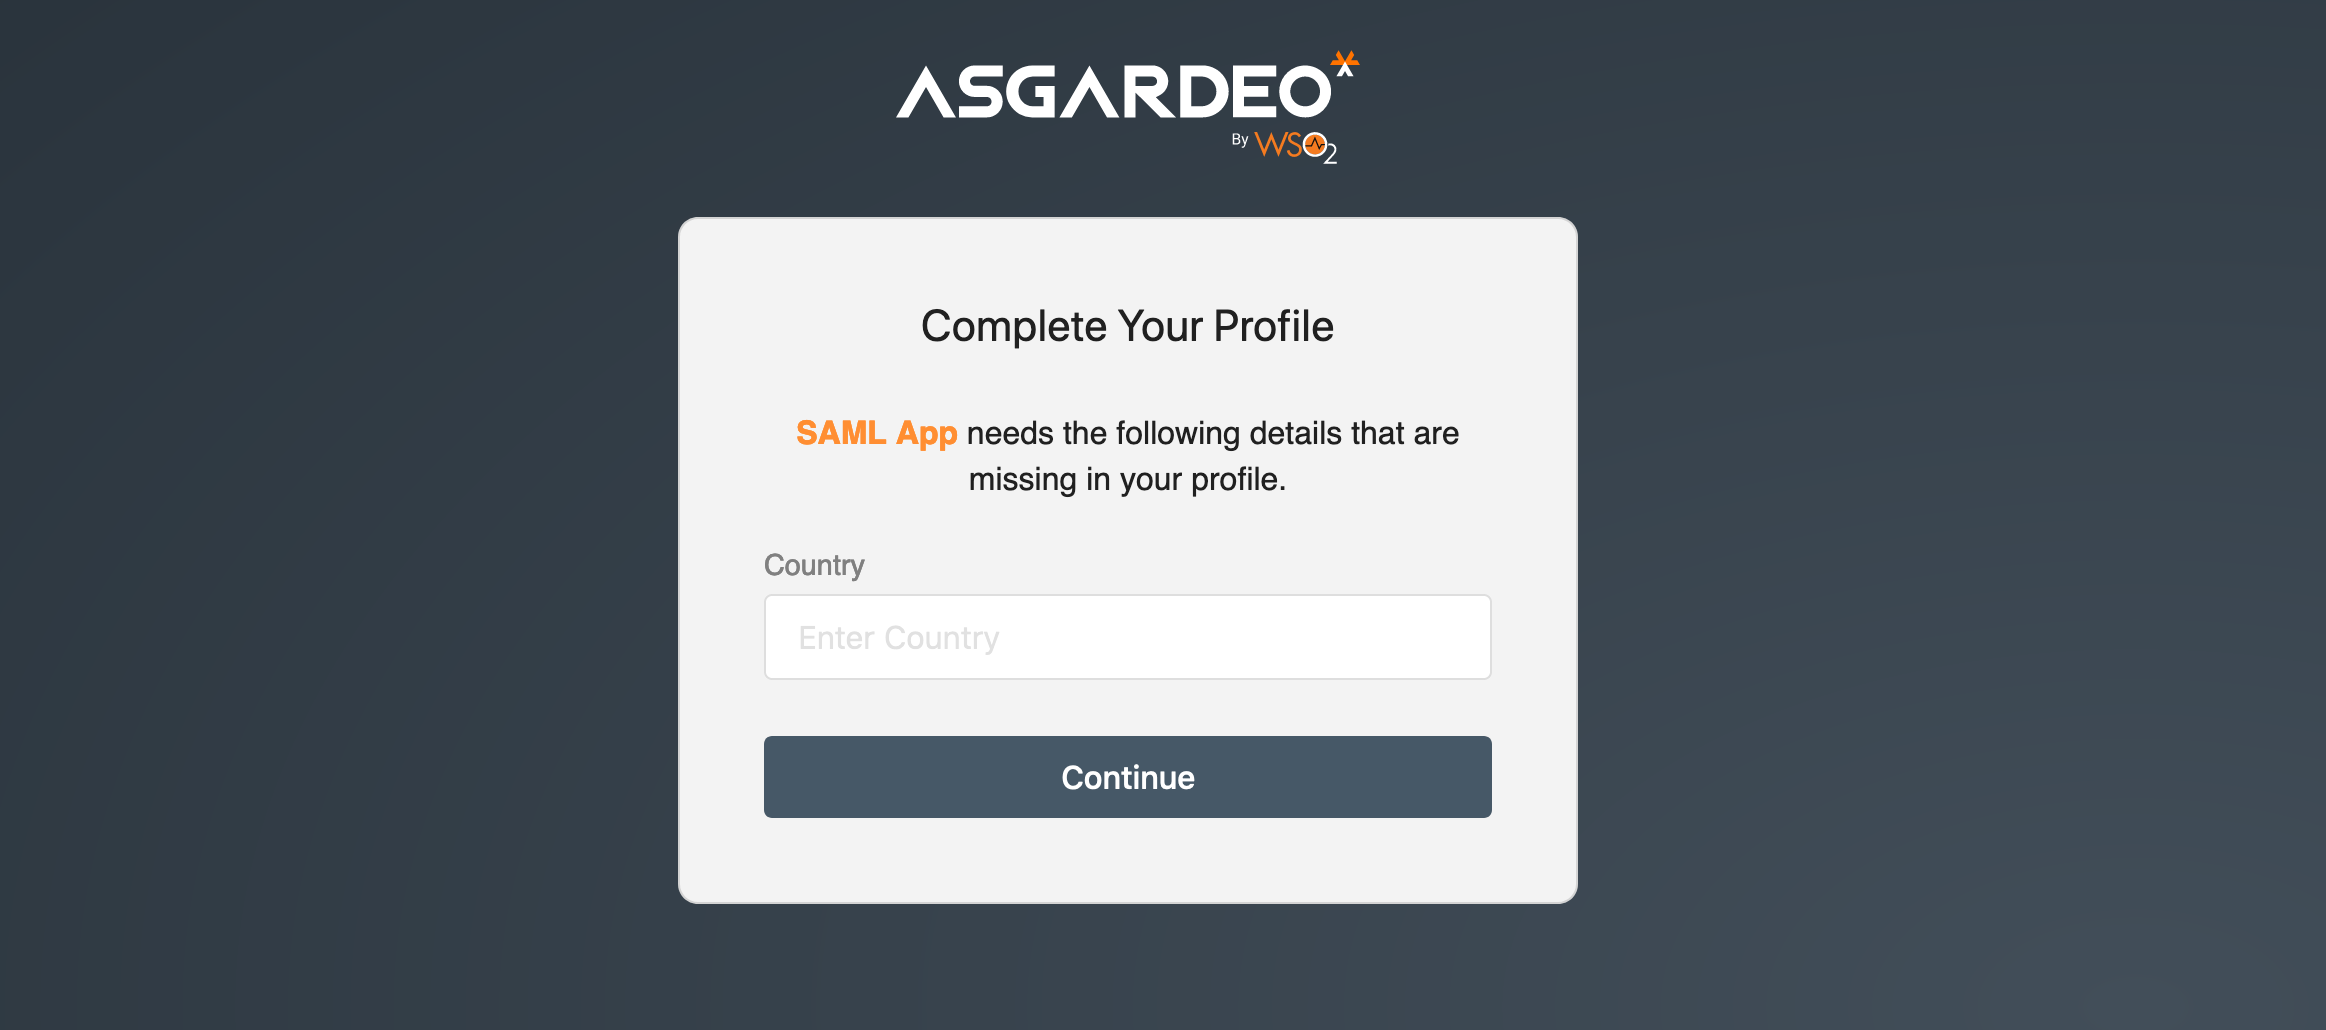 ASGARDEO
By WSO2
Complete Your Profile
SAML App needs the following details that are
missing in your profile.
Country
Enter Country
Continue